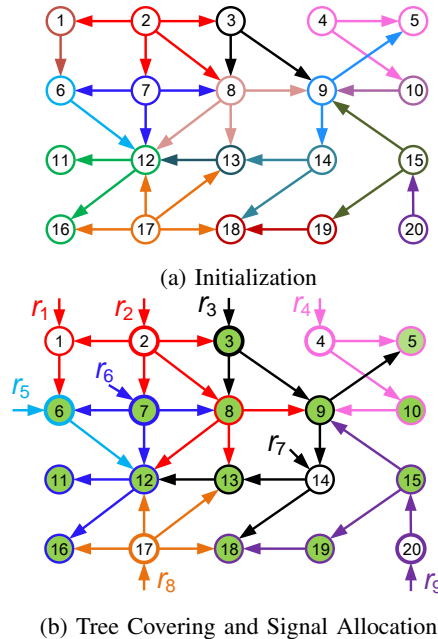 1 2 3 4 5
6 7 8 9 10
11 12 13 14 15
16 17 18 19 20
(a) Initialization
r1 r2 r3 r4
1 2 3 4 5
r5 r6
6 7 8 9 10
r7
11 12 13 14 15
16 17 18 19 20
r8 r9
(b) Tree Covering and Signal Allocation